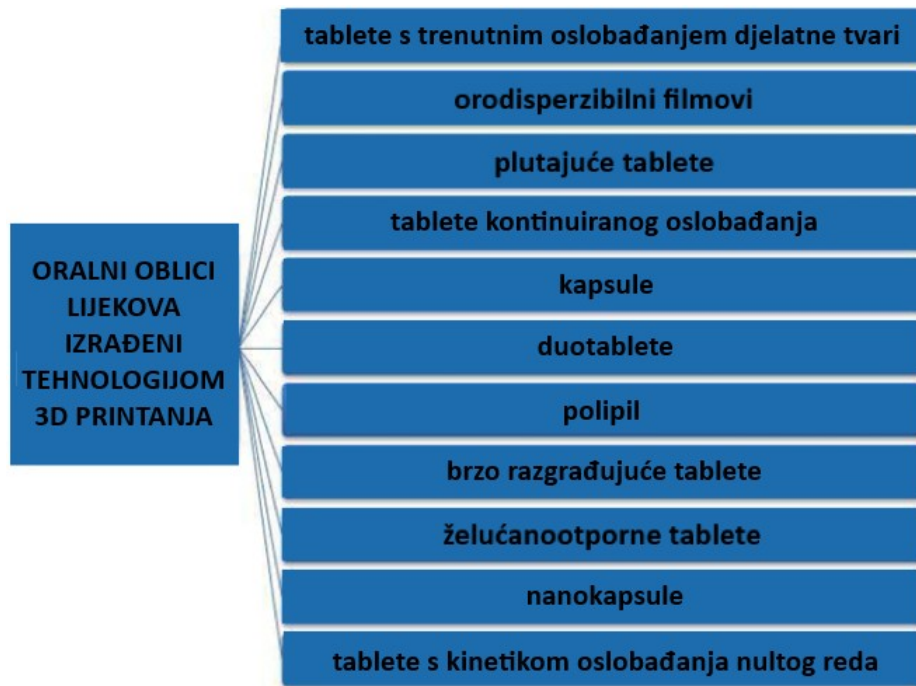 ORALNI OBLICI
LIJEKOVA
IZRAĐENI
TEHNOLOGIJOM
3D PRINTANJA
tablete s trenutnim oslobađanjem djelatne tvari
orodisperzibilni filmovi
plutajuće tablete
tablete kontinuiranog oslobađanja
kapsule
duotablete
polipil
brzo razgrađujuće tablete
želućanootporne tablete
nanokapsule
tablete s kinetikom oslobađanja nultog reda